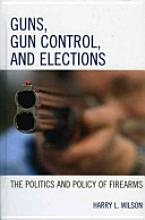 GUNS,
GUN CONTROL,
AND ELECTIONS
THE POLITICS AND POLICY OF FIREARMS
HARRY L. WILSON